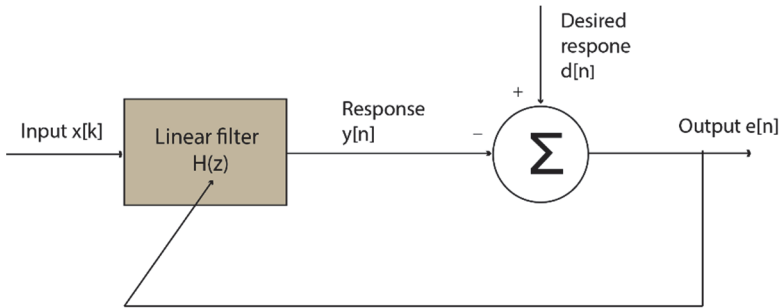 Desired
respone
d[n]
+
Input x[k]
Linear filter
H(z)
Response
y[n]
−
Σ
Output e[n]